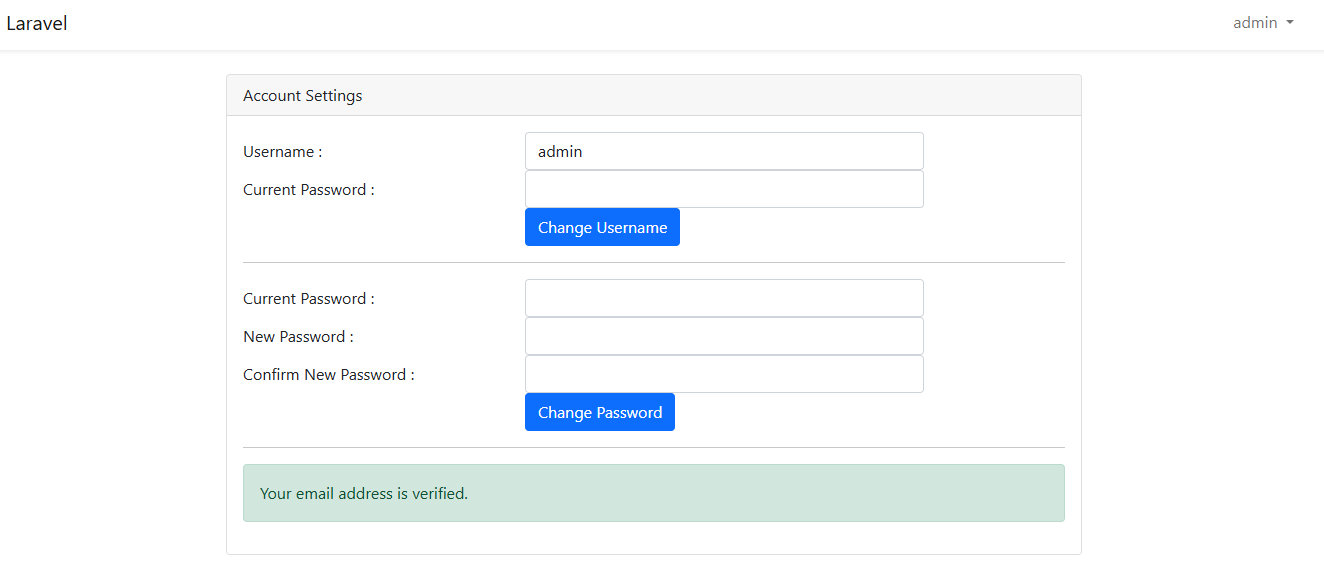 Laravel
admin
Account Settings
Username :
admin
Current Password :
Change Username
Current Password :
New Password :
Confirm New Password :
Change Password
Your email address is verified.